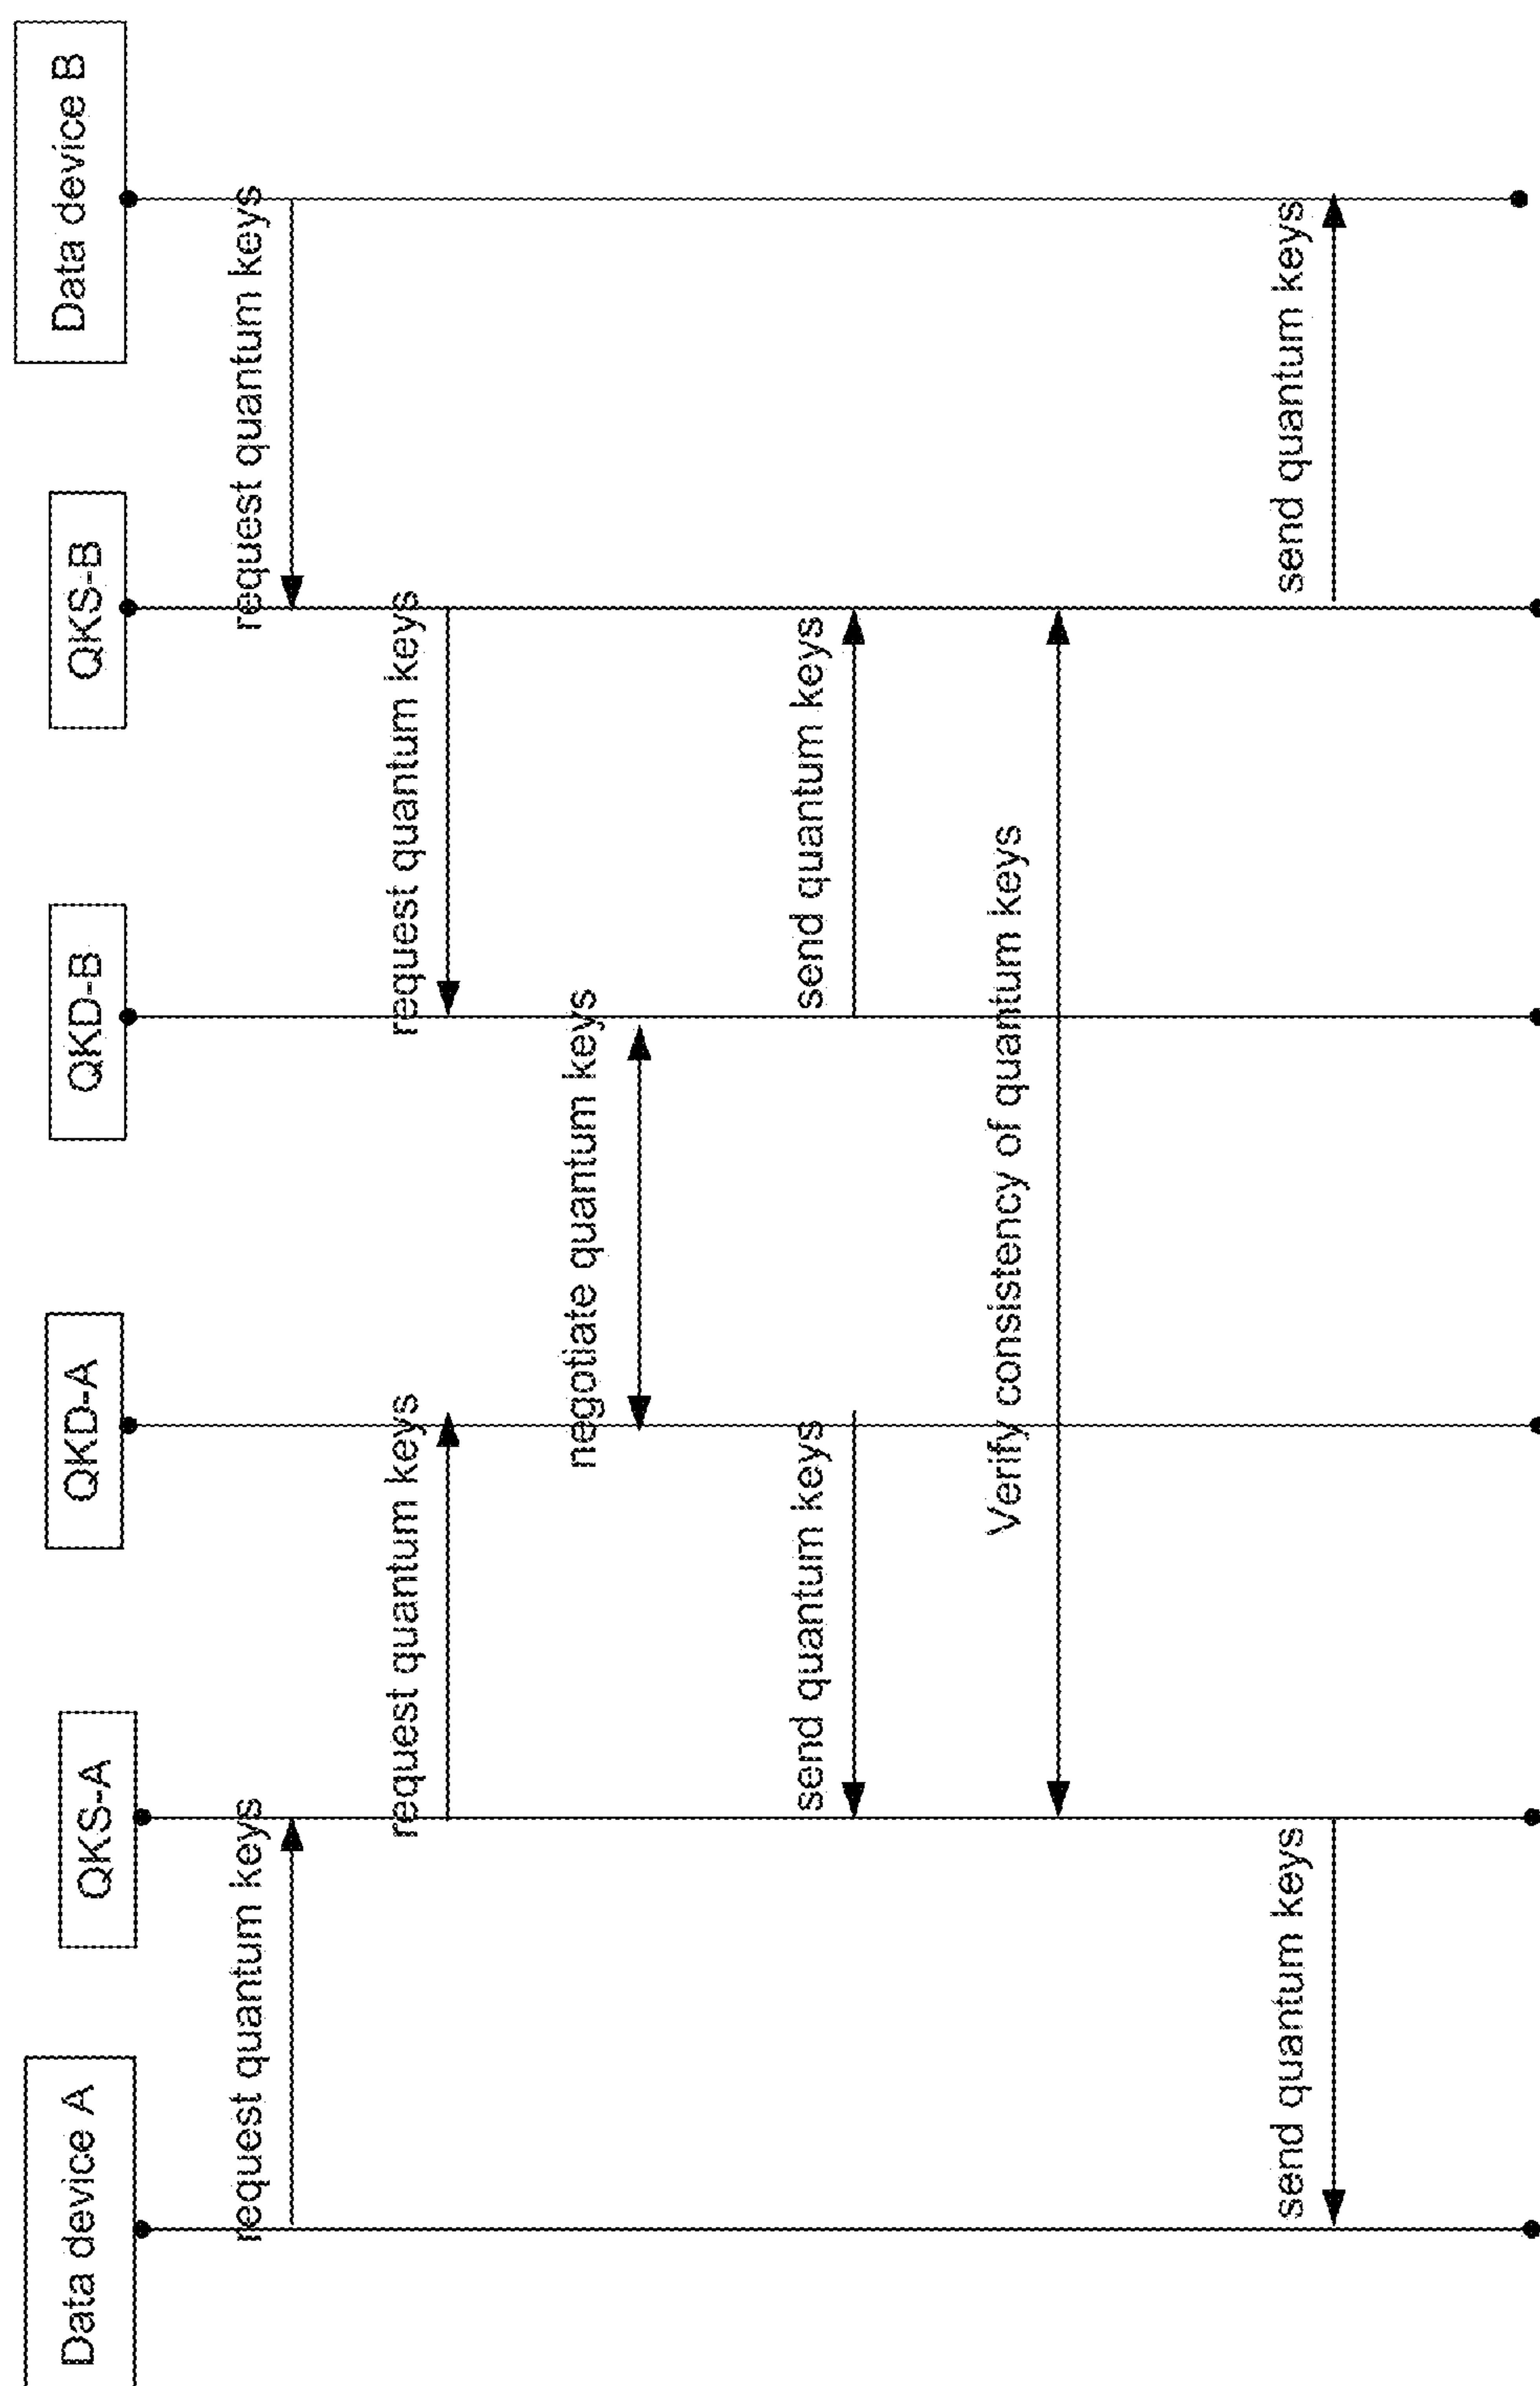 Data device A
QKS-A
QKD-A
QKD-B
QKS-B
Data device B
request quantum keys
request quantum keys
request quantum keys
request quantum keys
negotiate quantum keys
send quantum keys
send quantum keys
Verify consistency of quantum keys
send quantum keys
send quantum keys